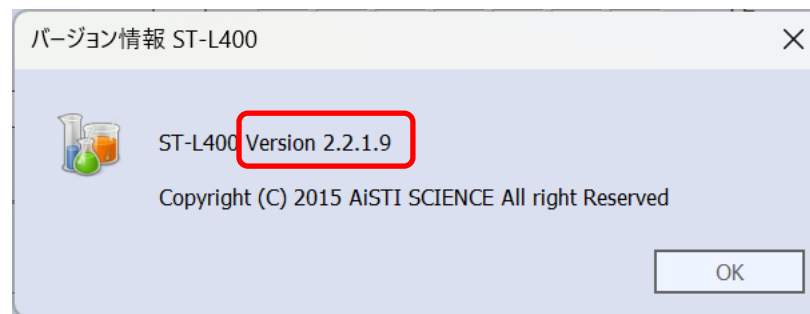 バージョン情報 ST-L400
ST-L400 Version 2.2.1.9
Copyright (C) 2015 AiSTI SCIENCE All right Reserved
OK